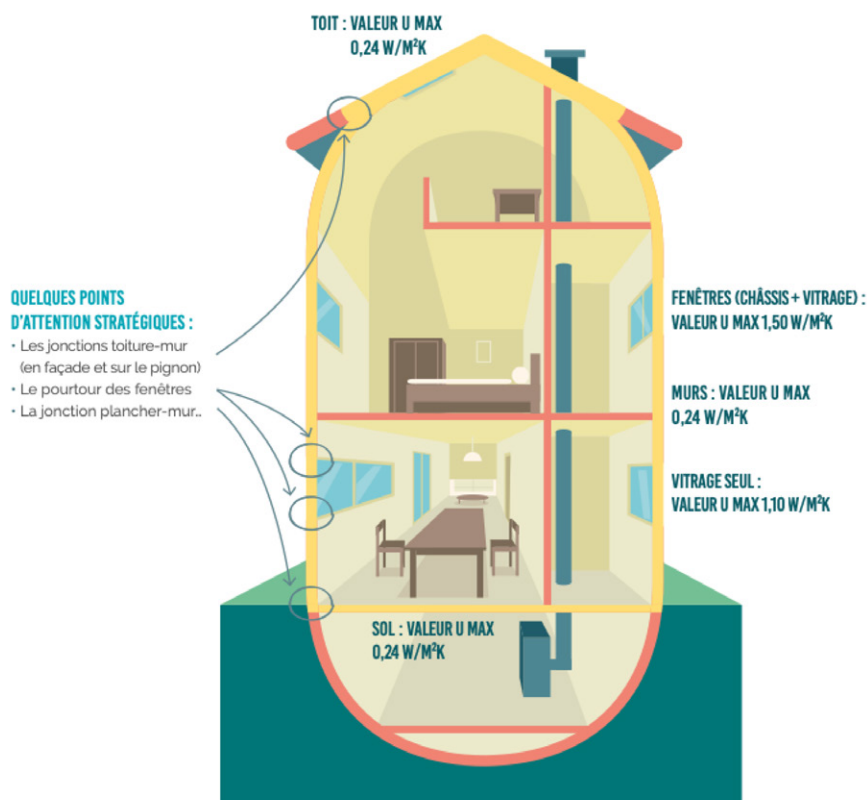 TOIT : VALEUR U MAX
0,24 W/M²K
QUELQUES POINTS
D'ATTENTION STRATÉGIQUES :
• Les jonctions toiture-mur
(en façade et sur le pignon)
• Le pourtour des fenêtres
• La jonction plancher-mur...
FENÊTRES (CHÂSSIS + VITRAGE) :
VALEUR U MAX 1,50 W/M²K
MURS : VALEUR U MAX
0,24 W/M²K
VITRAGE SEUL :
VALEUR U MAX 1,10 W/M²K
SOL : VALEUR U MAX
0,24 W/M²K